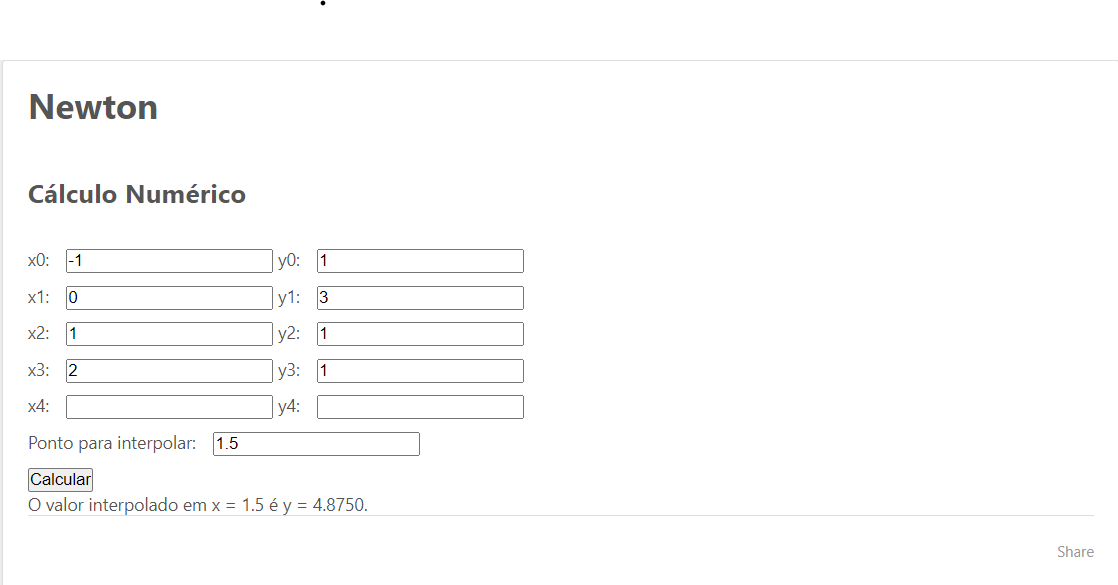 Newton
Cálculo Numérico
x0: -1 y0: 1
x1: 0 y1: 3
x2: 1 y2: 1
x3: 2 y3: 1
x4: y4:
Ponto para interpolar: 1.5
Calcular
O valor interpolado em x = 1.5 é y = 4.8750.
Share